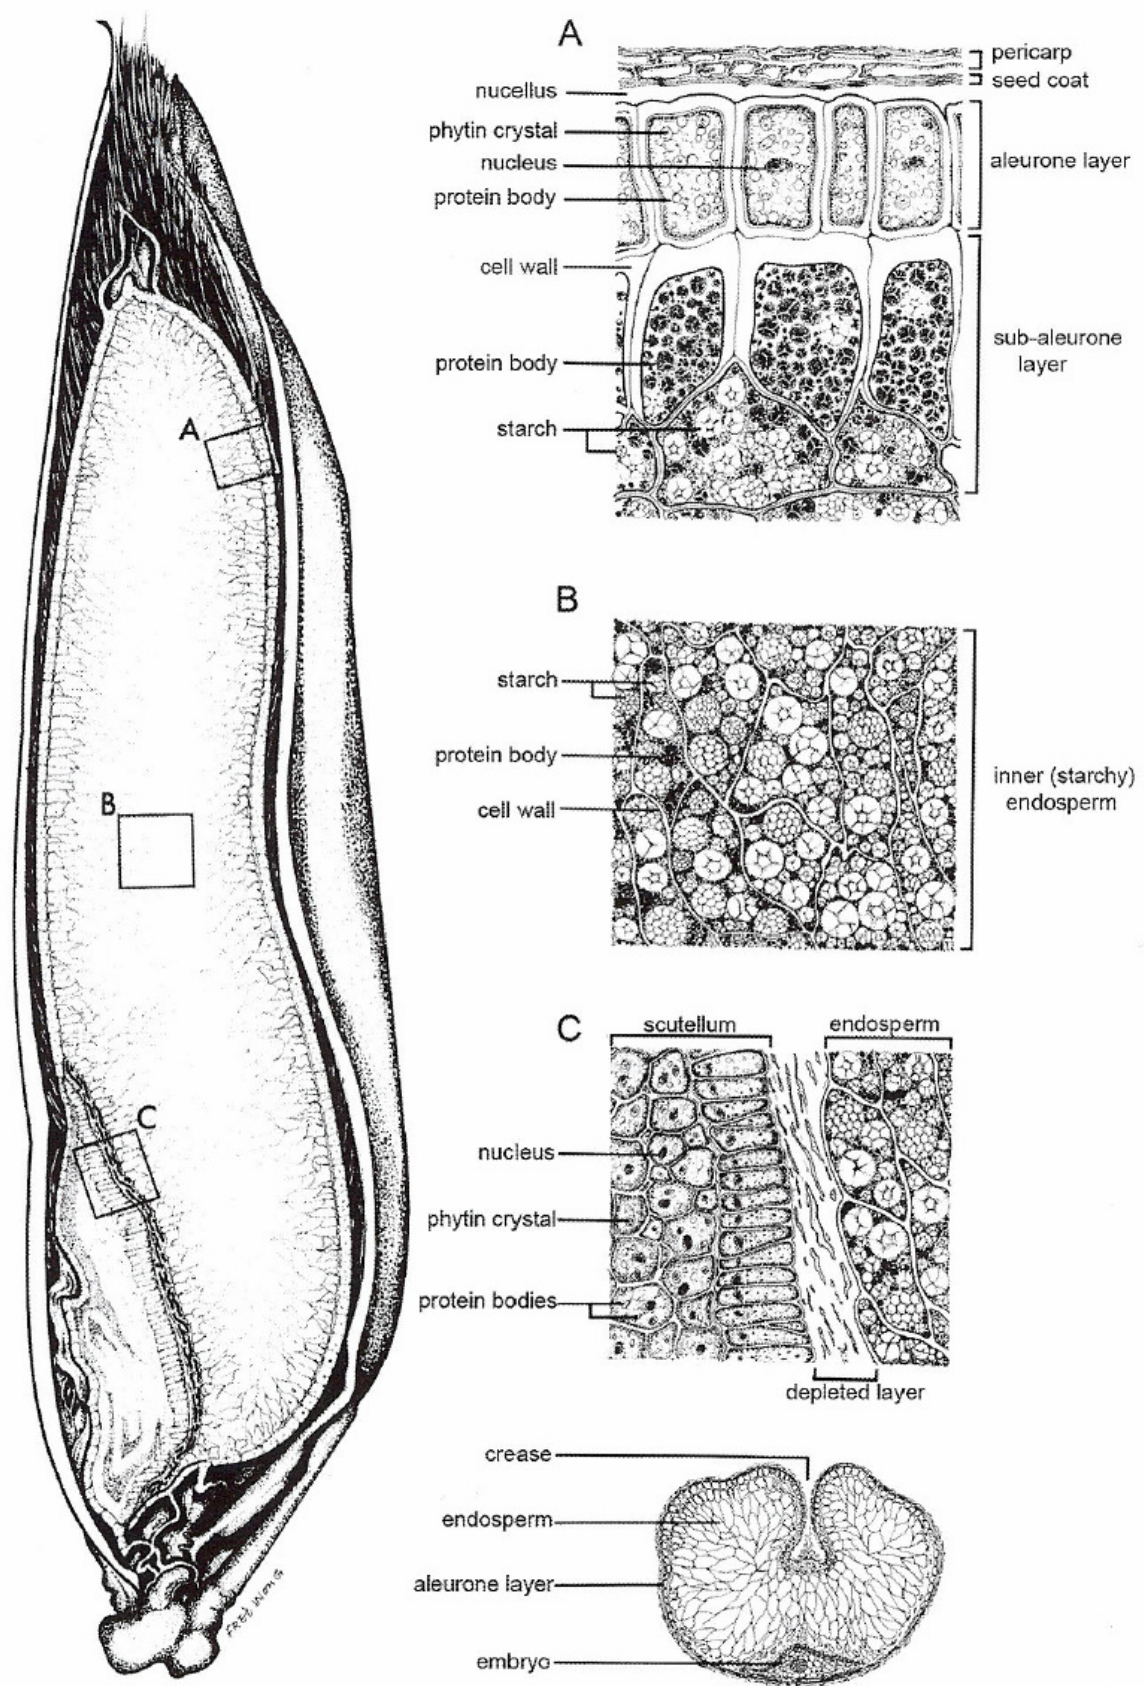 A
B
C
FRED WONG
A
pericarp
seed coat
nucellus
phytin crystal
nucleus
protein body
aleurone layer
cell wall
protein body
starch
sub-aleurone
layer
B
starch
protein body
cell wall
inner (starchy)
endosperm
C
scutellum
endosperm
nucleus
phytin crystal
protein bodies
depleted layer
crease
endosperm
aleurone layer
embryo